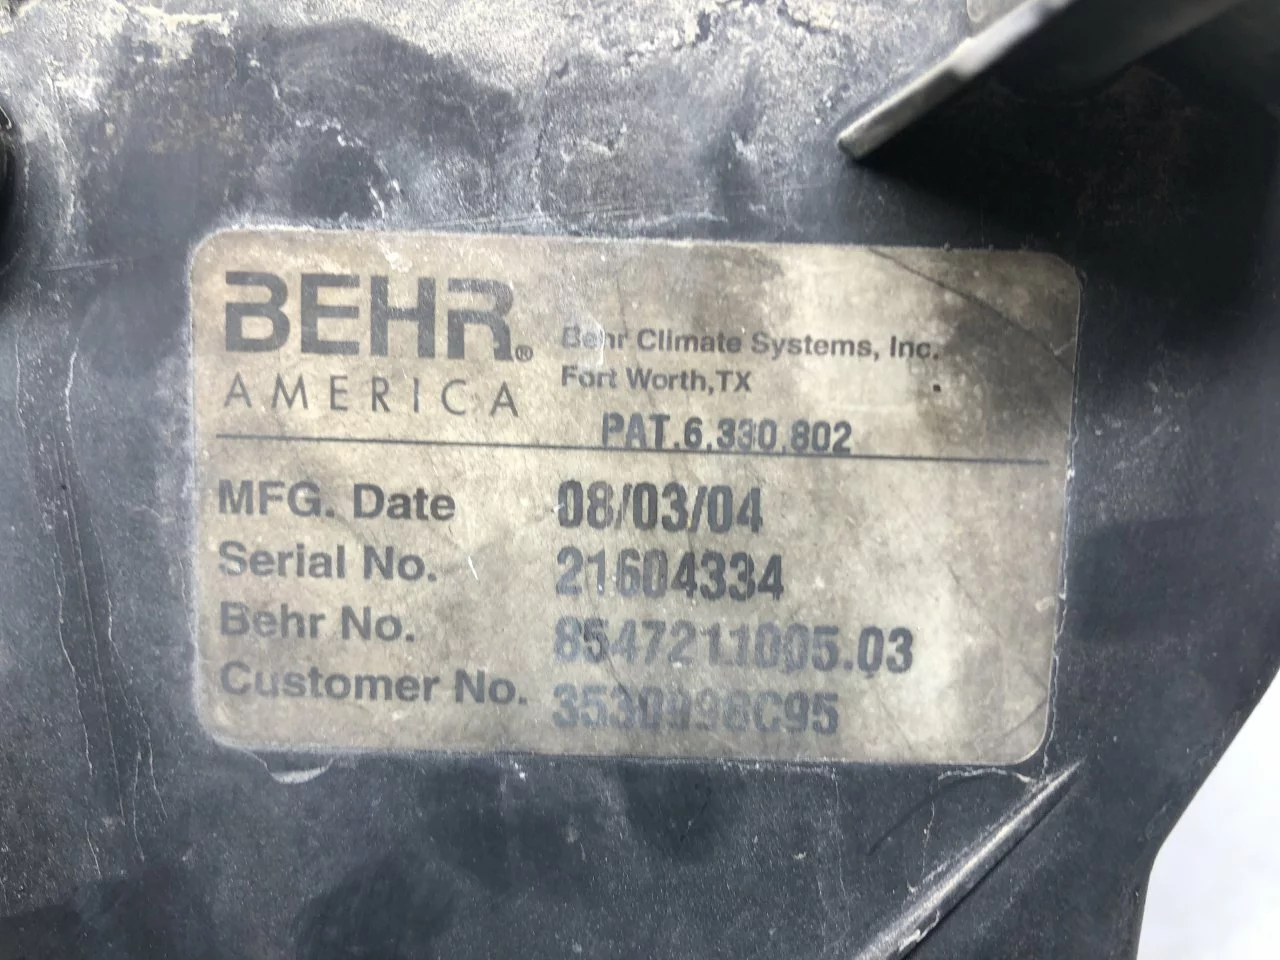 BEHR®
AMERICA
Behr Climate Systems, Inc.
Fort Worth,TX
PAT.6,330,802
MFG. Date 08/03/04
Serial No. 21604334
Behr No. 8547211005.03
Customer No.